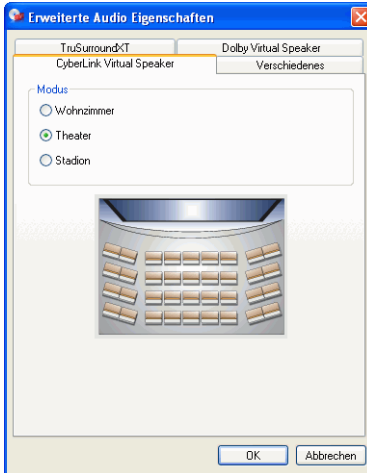 Erweiterte Audio Eigenschaften
TruSurroundXT
Dolby Virtual Speaker
CyberLink Virtual Speaker
Verschiedenes
Modus
Wohnzimmer
Theater
Stadion
OK
Abbrechen